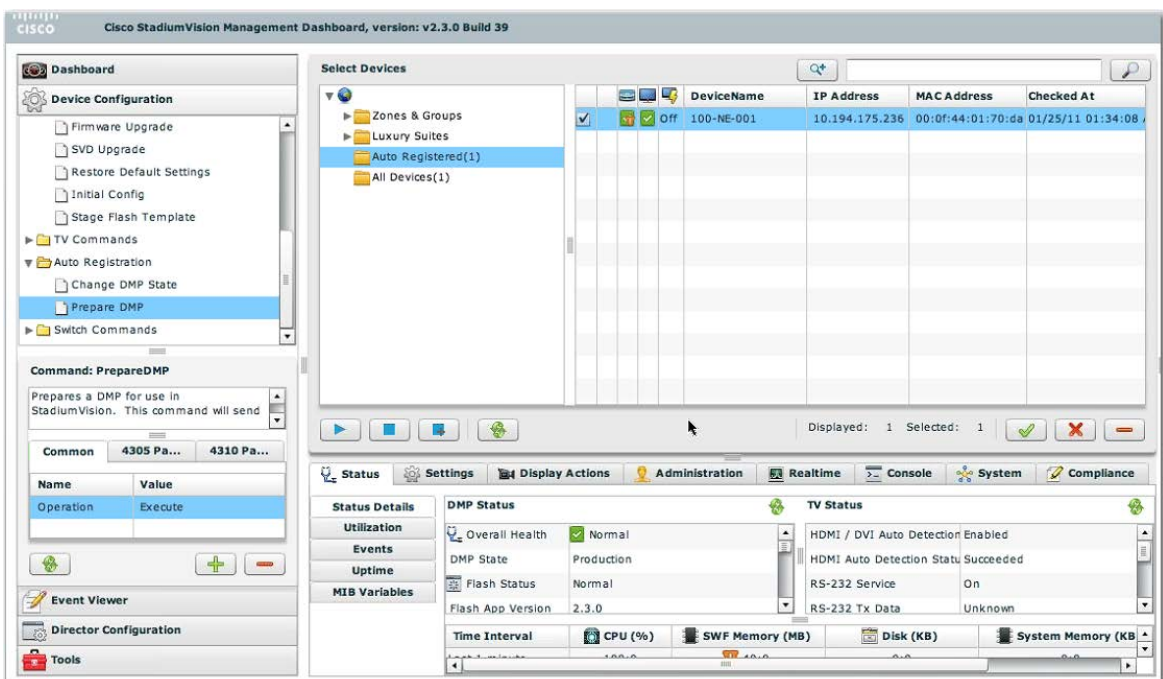 CISCO
Cisco StadiumVision Management Dashboard, version: v2.3.0 Build 39
Dashboard
Device Configuration
Firmware Upgrade
SVD Upgrade
Restore Default Settings
Initial Config
Stage Flash Template
TV Commands
Auto Registration
Change DMP State
Prepare DMP
Switch Commands
Command: PrepareDMP
Prepares a DMP for use in
StadiumVision. This command will send
Common 4305 Pa... 4310 Pa...
Name Value
Operation Execute
Event Viewer
Director Configuration
Tools
Select Devices
Zones & Groups
Luxury Suites
Auto Registered(1)
All Devices(1)
DeviceName IP Address MAC Address Checked At
Off 100-NE-001 10.194.175.236 00:0f:44:01:70:da 01/25/11 01:34:08
Displayed: 1 Selected: 1
Status Settings Display Actions Administration Realtime Console System Compliance
Status Details
Utilization
Events
Uptime
MIB Variables
DMP Status
Overall Health Normal
DMP State Production
Flash Status Normal
Flash App Version 2.3.0
TV Status
HDMI / DVI Auto Detection Enabled
HDMI Auto Detection Statu Succeeded
RS-232 Service On
RS-232 Tx Data Unknown
Time Interval CPU (%) SWF Memory (MB) Disk (KB) System Memory (KB